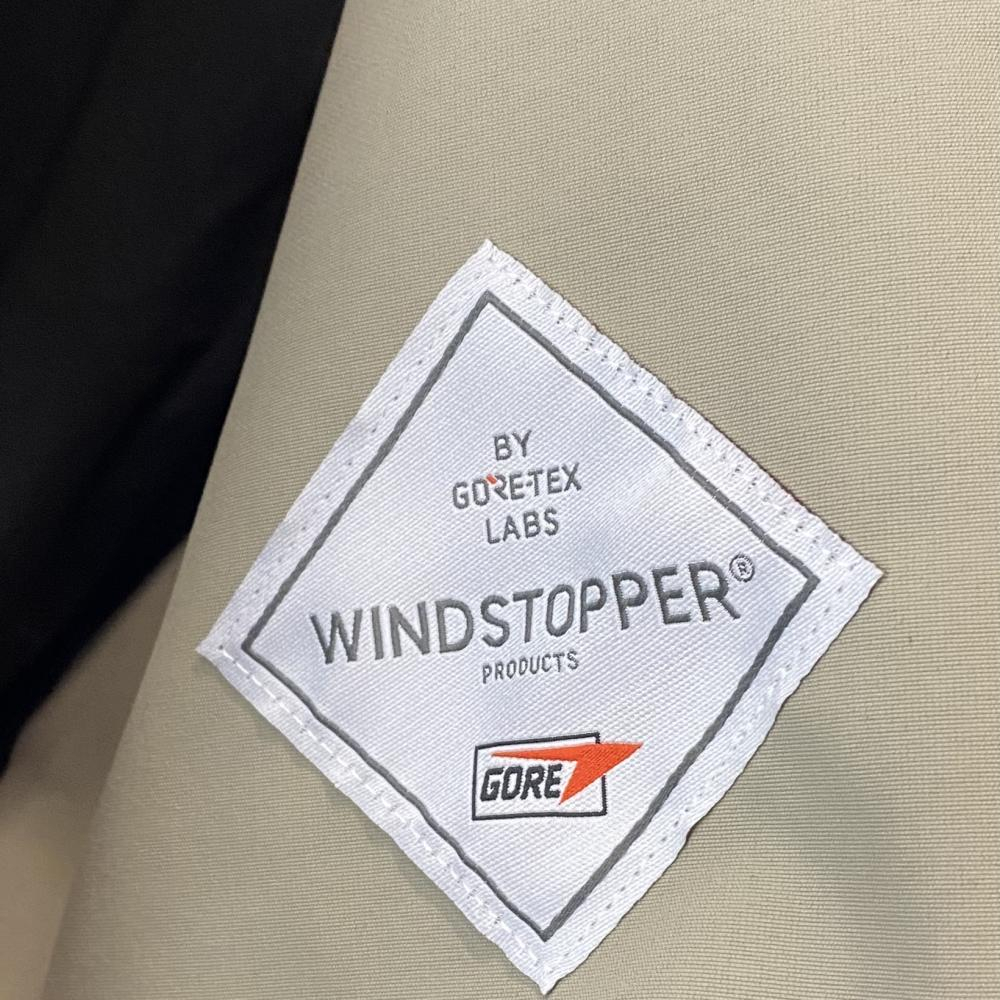 BY
GORE-TEX
LABS
WINDSTOPPER®
PRODUCTS
GORE